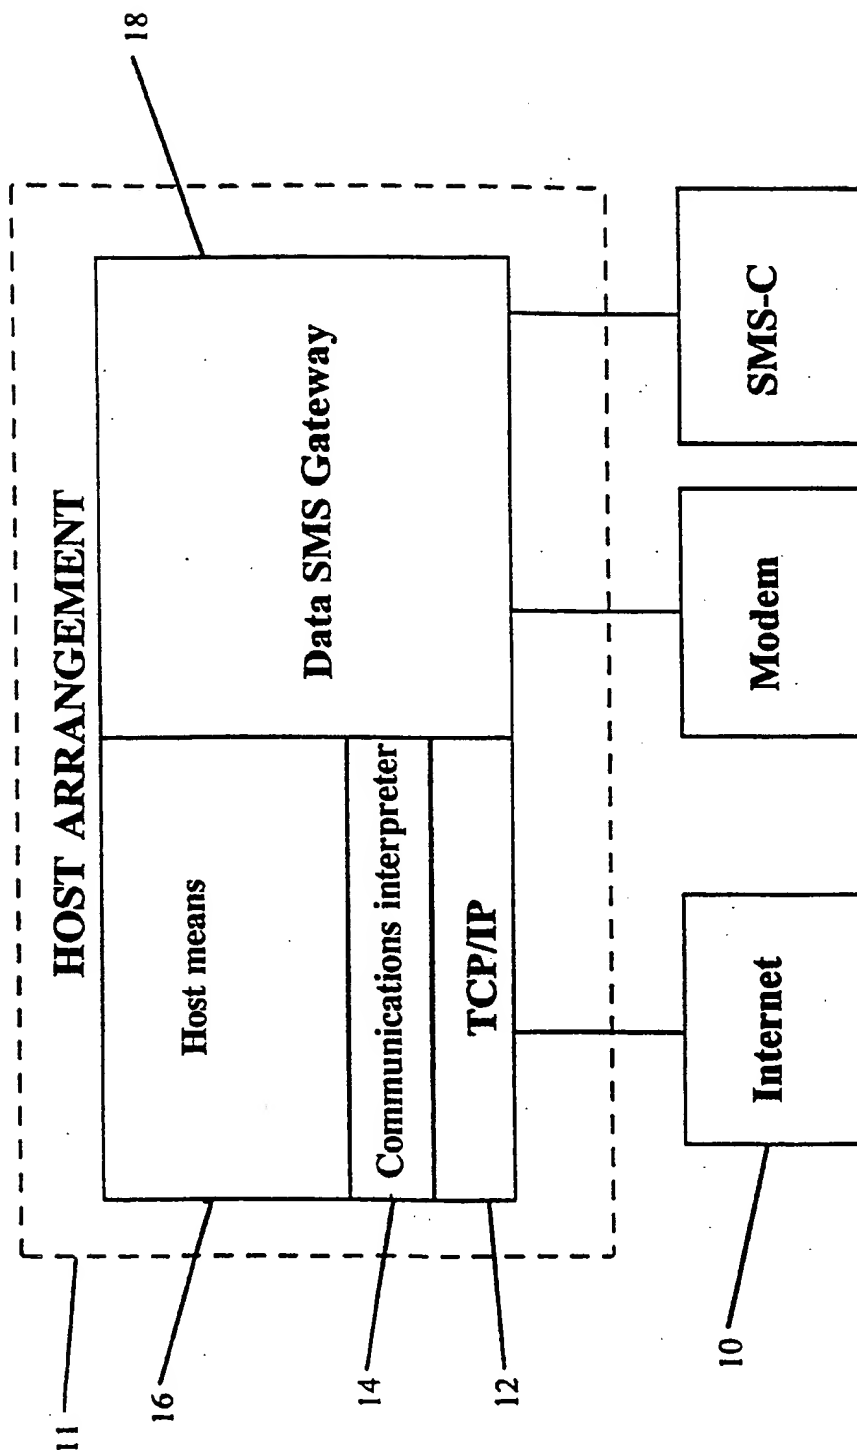 HOST ARRANGEMENT
11
16
Host means
Data SMS Gateway
18
14
Communications interpreter
12
TCP/IP
10
Internet
Modem
SMS-C